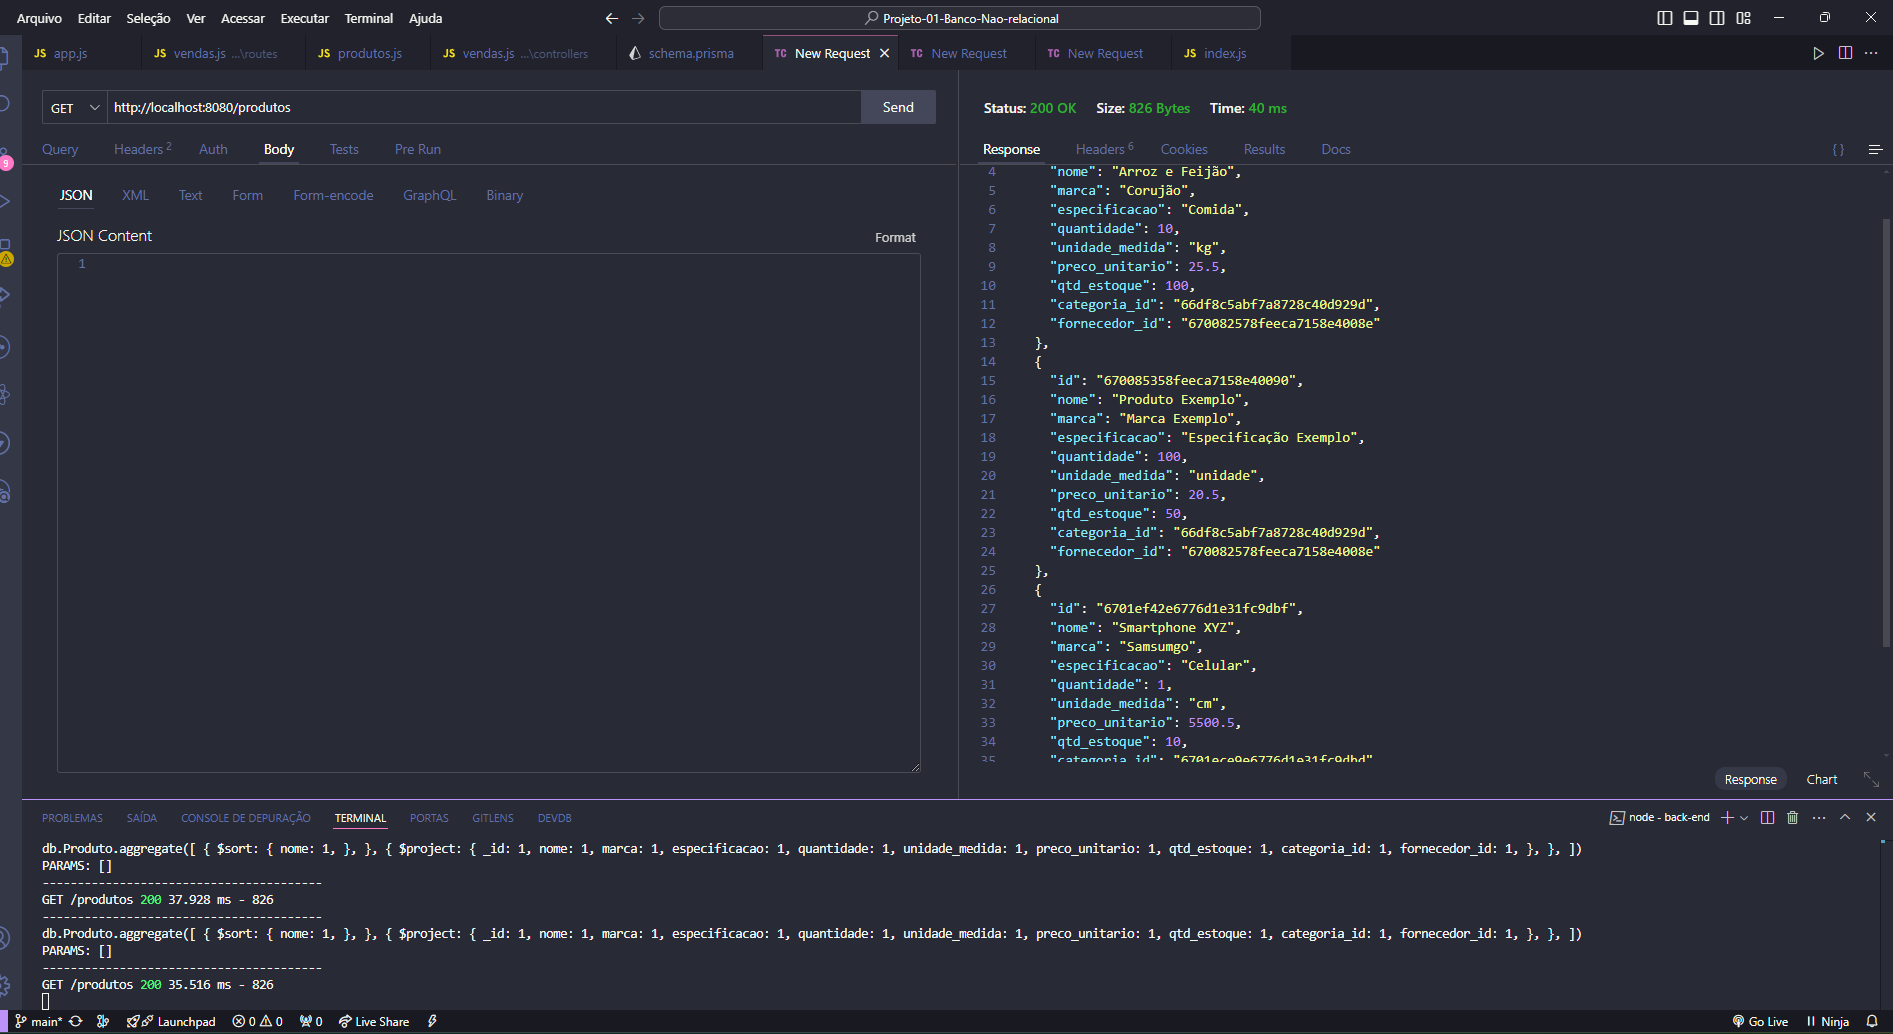 Arquivo Editar Seleção Ver Acessar Executar Terminal Ajuda
Projeto-01-Banco-Nao-relacional
JS app.js
JS vendas.js ...\routes
JS produtos.js
JS vendas.js ...\controllers
schema.prisma
TC New Request
TC New Request
TC New Request
JS index.js
GET http://localhost:8080/produtos Send
Query Headers 2 Auth Body Tests Pre Run
JSON XML Text Form Form-encode GraphQL Binary
JSON Content
Format
1
9
Status: 200 OK Size: 826 Bytes Time: 40 ms
Response Headers 6 Cookies Results Docs
{ }
4 "nome": "Arroz e Feijão",
5 "marca": "Corujão",
6 "especificacao": "Comida",
7 "quantidade": 10,
8 "unidade_medida": "kg",
9 "preco_unitario": 25.5,
10 "qtd_estoque": 100,
11 "categoria_id": "66df8c5abf7a8728c40d929d",
12 "fornecedor_id": "670082578feeca7158e4008e"
13 },
14 {
15 "id": "670085358feeca7158e40090",
16 "nome": "Produto Exemplo",
17 "marca": "Marca Exemplo",
18 "especificacao": "Especificação Exemplo",
19 "quantidade": 100,
20 "unidade_medida": "unidade",
21 "preco_unitario": 20.5,
22 "qtd_estoque": 50,
23 "categoria_id": "66df8c5abf7a8728c40d929d",
24 "fornecedor_id": "670082578feeca7158e4008e"
25 },
26 {
27 "id": "6701ef42e6776d1e31fc9dbf",
28 "nome": "Smartphone XYZ",
29 "marca": "Samsumgo",
30 "especificacao": "Celular",
31 "quantidade": 1,
32 "unidade_medida": "cm",
33 "preco_unitario": 5500.5,
34 "qtd_estoque": 10,
35 "categoria_id": "6701ece9e6776d1e31fc9dbd"
Response Chart
PROBLEMAS SAÍDA CONSOLE DE DEPURAÇÃO TERMINAL PORTAS GITLENS DEVDB
node - back-end
db.Produto.aggregate([ { $sort: { nome: 1, }, }, { $project: { _id: 1, nome: 1, marca: 1, especificacao: 1, quantidade: 1, unidade_medida: 1, preco_unitario: 1, qtd_estoque: 1, categoria_id: 1, fornecedor_id: 1, }, }, ])
PARAMS: []
----------------------------------------
GET /produtos 200 37.928 ms - 826
----------------------------------------
db.Produto.aggregate([ { $sort: { nome: 1, }, }, { $project: { _id: 1, nome: 1, marca: 1, especificacao: 1, quantidade: 1, unidade_medida: 1, preco_unitario: 1, qtd_estoque: 1, categoria_id: 1, fornecedor_id: 1, }, }, ])
PARAMS: []
----------------------------------------
GET /produtos 200 35.516 ms - 826
main* Launchpad 0 0 0 Live Share
Go Live Ninja